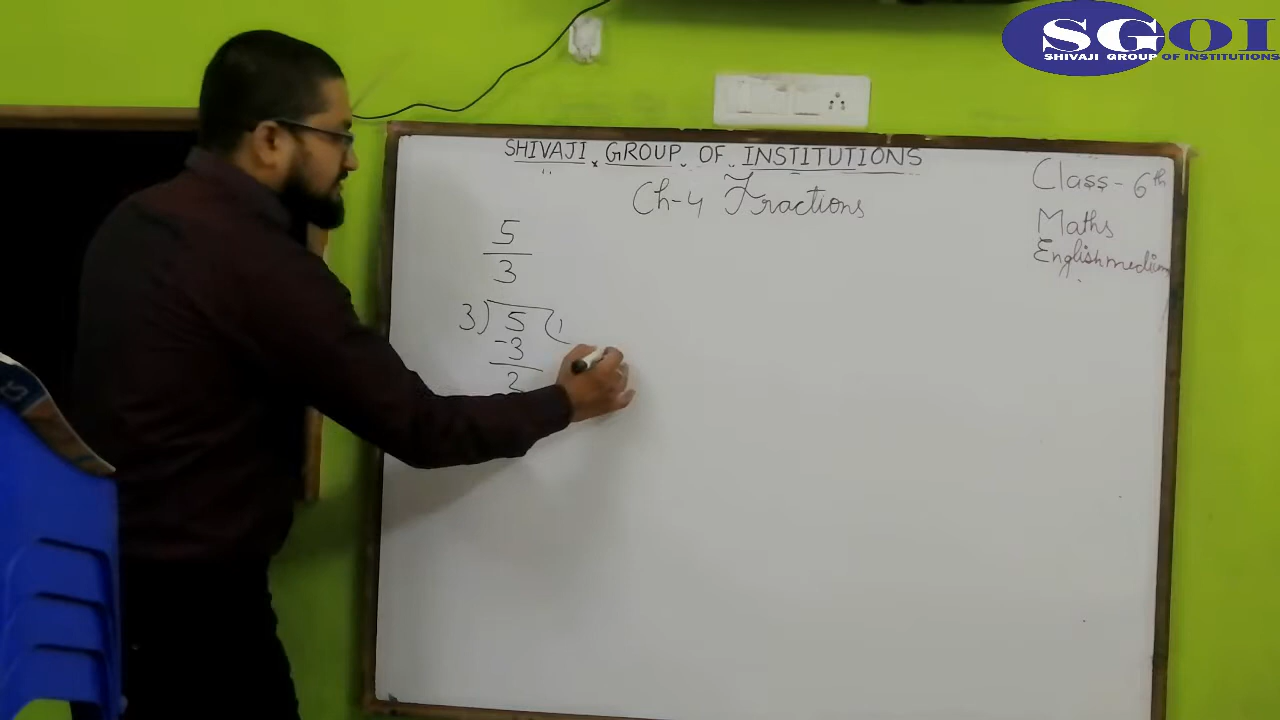 SGOI
SHIVAJI GROUP OF INSTITUTIONS
SHIVAJI GROUP OF INSTITUTIONS
Ch-4 Fractions
Class - 6th
Maths
English medium
5
3
3) 5 (1
-3
2